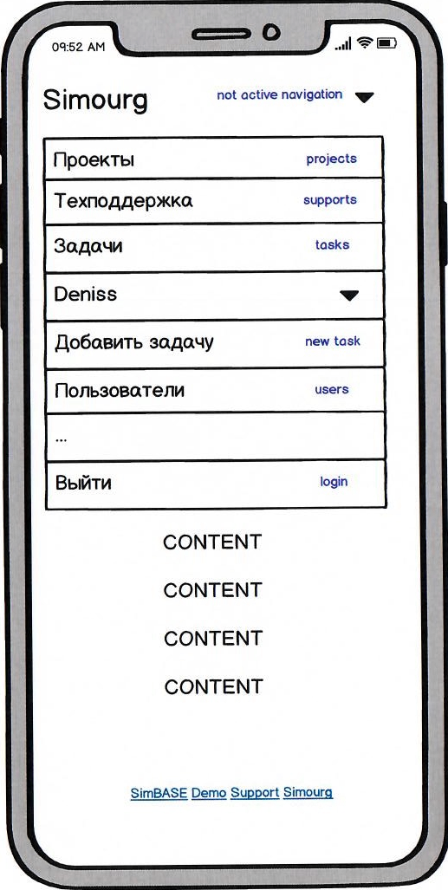 09:52 AM
Simourg not active navigation
Проекты projects
Техподдержка supports
Задачи tasks
Deniss
Добавить задачу new task
Пользователи users
...
Выйти login
CONTENT
CONTENT
CONTENT
CONTENT
SimBASE Demo Support Simourg